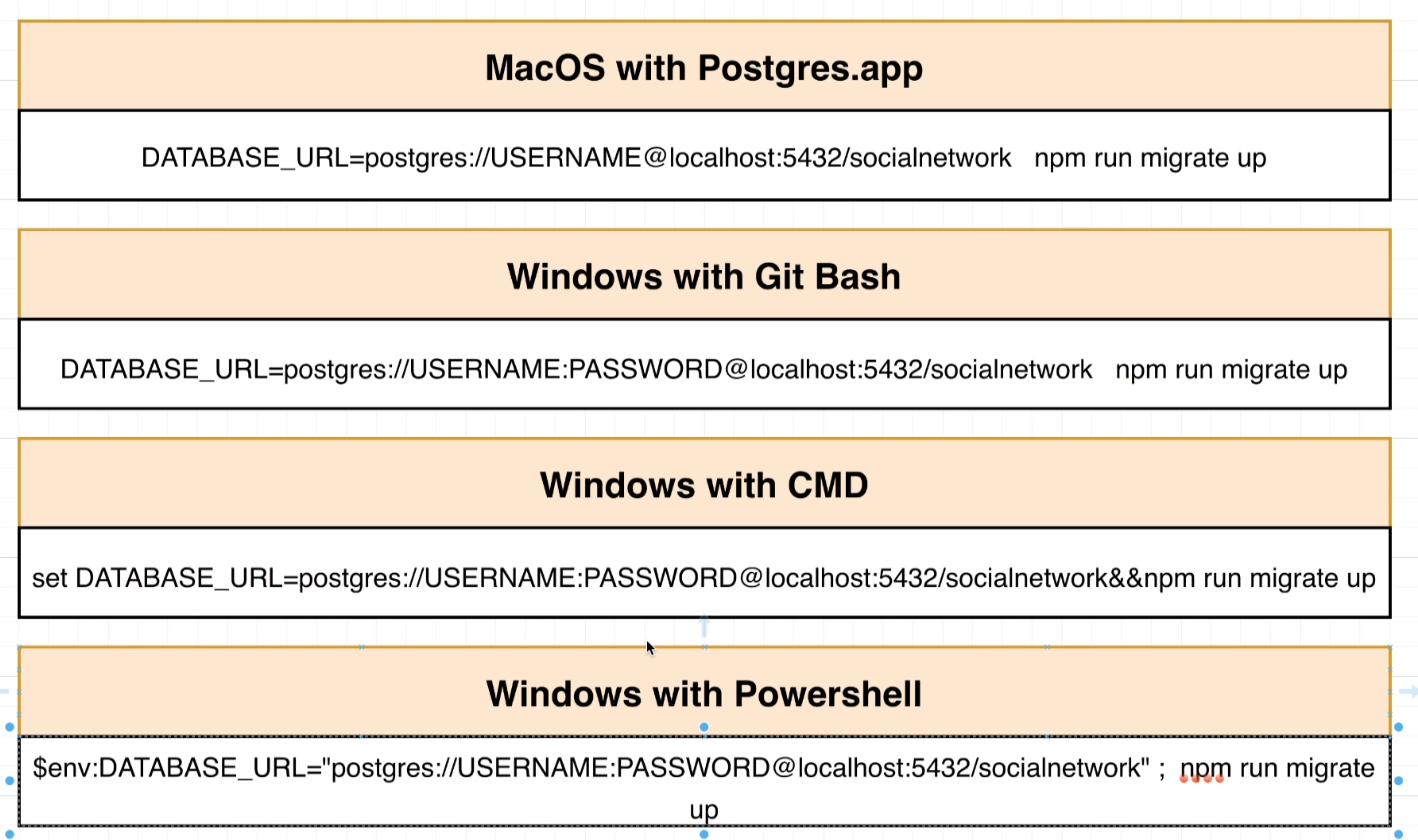 MacOS with Postgres.app
DATABASE_URL=postgres://USERNAME@localhost:5432/socialnetwork   npm run migrate up
Windows with Git Bash
DATABASE_URL=postgres://USERNAME:PASSWORD@localhost:5432/socialnetwork   npm run migrate up
Windows with CMD
set DATABASE_URL=postgres://USERNAME:PASSWORD@localhost:5432/socialnetwork&&npm run migrate up
Windows with Powershell
$env:DATABASE_URL="postgres://USERNAME:PASSWORD@localhost:5432/socialnetwork" ;  npm run migrate
up